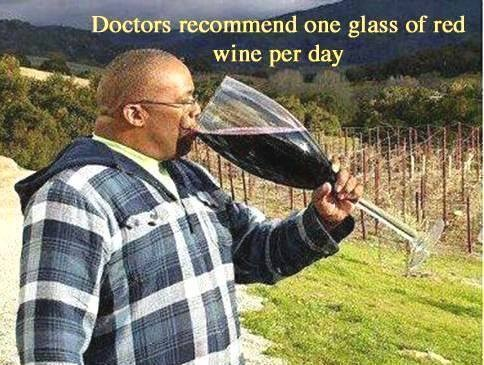 Doctors recommend one glass of red
wine per day